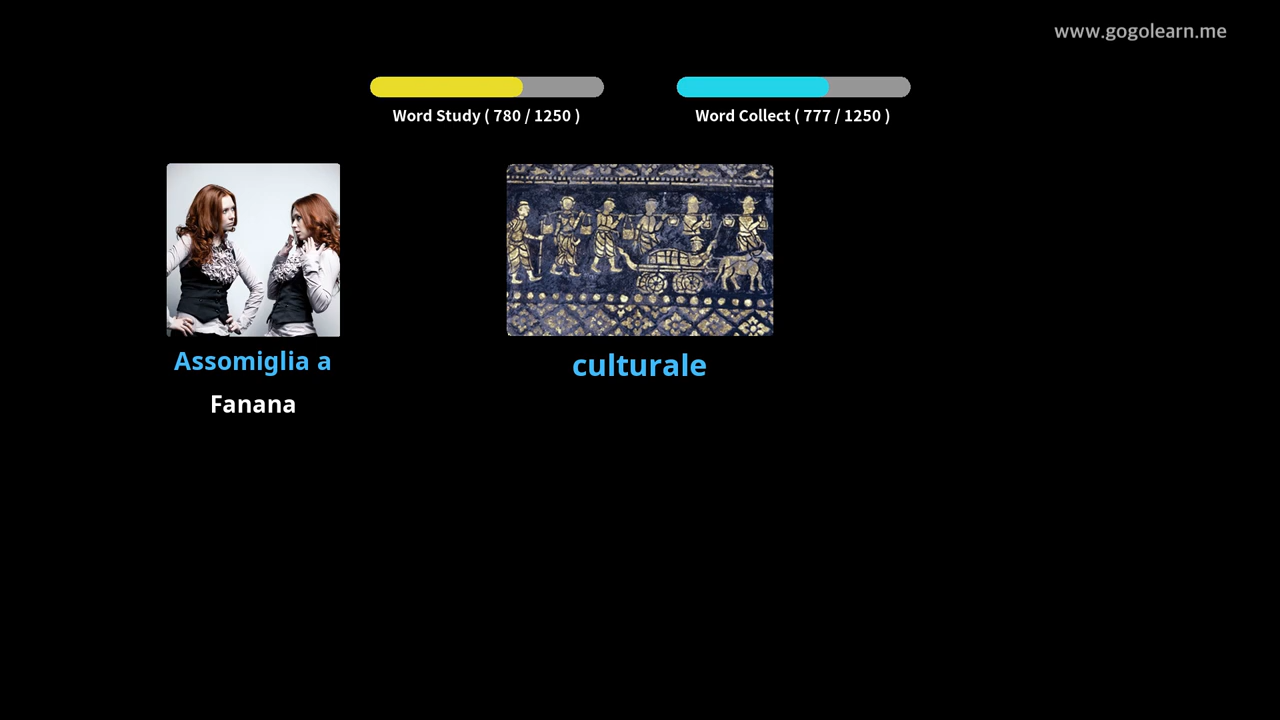 www.gogolearn.me
Word Study ( 780 / 1250 )
Word Collect ( 777 / 1250 )
Assomiglia a
Fanana
culturale